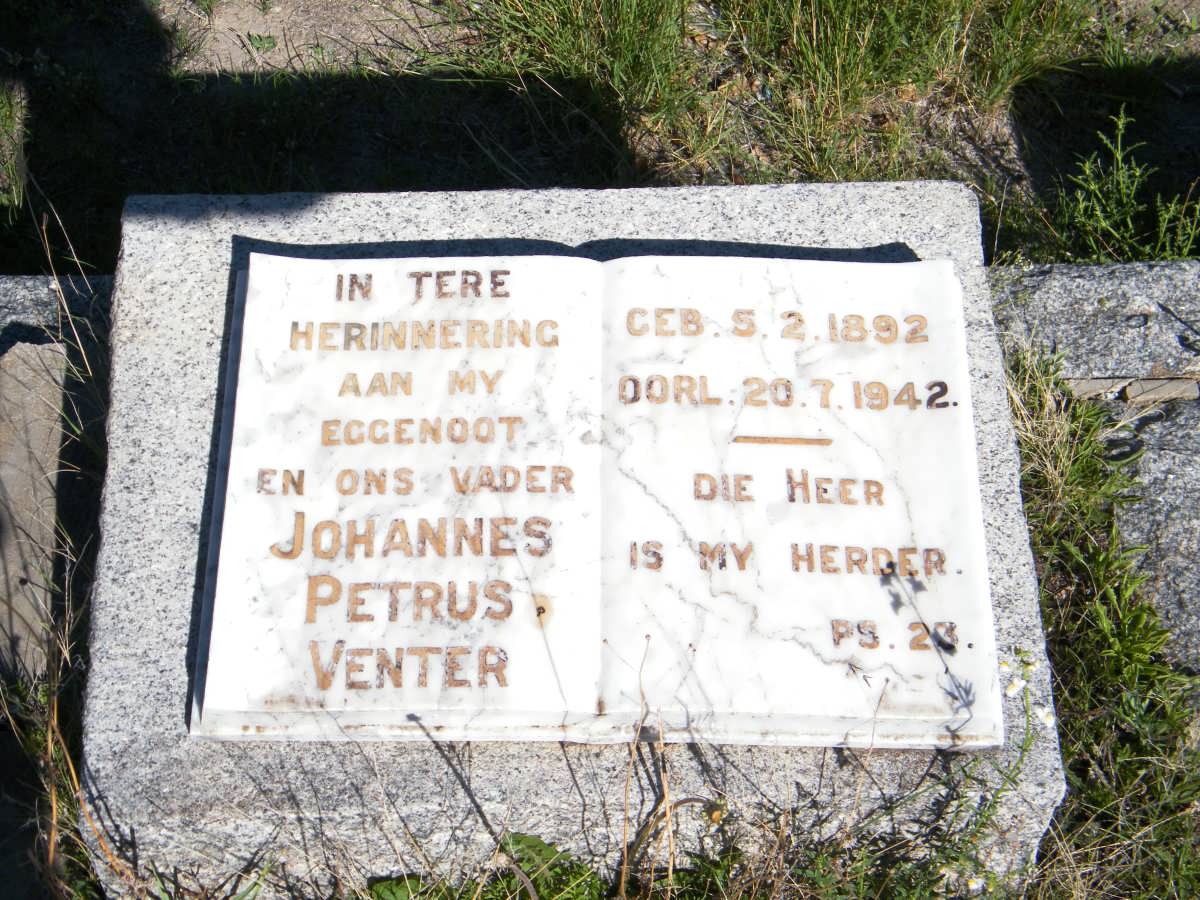 IN TERE
HERINNERING
AAN MY
EGGENOOT
EN ONS VADER
JOHANNES
PETRUS
VENTER
GEB. 5. 2. 1892
OORL. 20. 7. 1942.
DIE HEER
IS MY HERDER.
PS. 23.